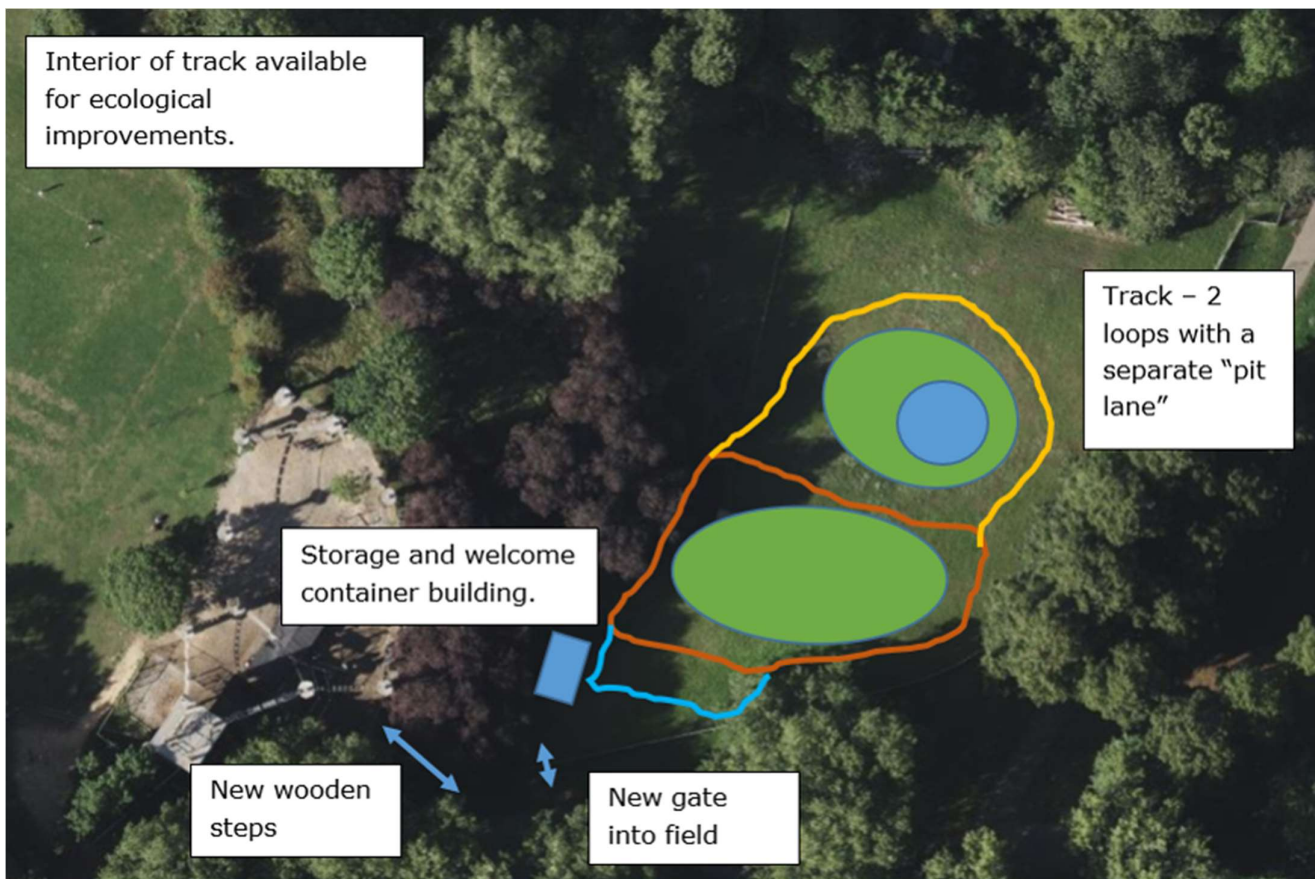 Interior of track available
for ecological
improvements.
Track – 2
loops with a
separate “pit
lane”
Storage and welcome
container building.
New wooden
steps
New gate
into field